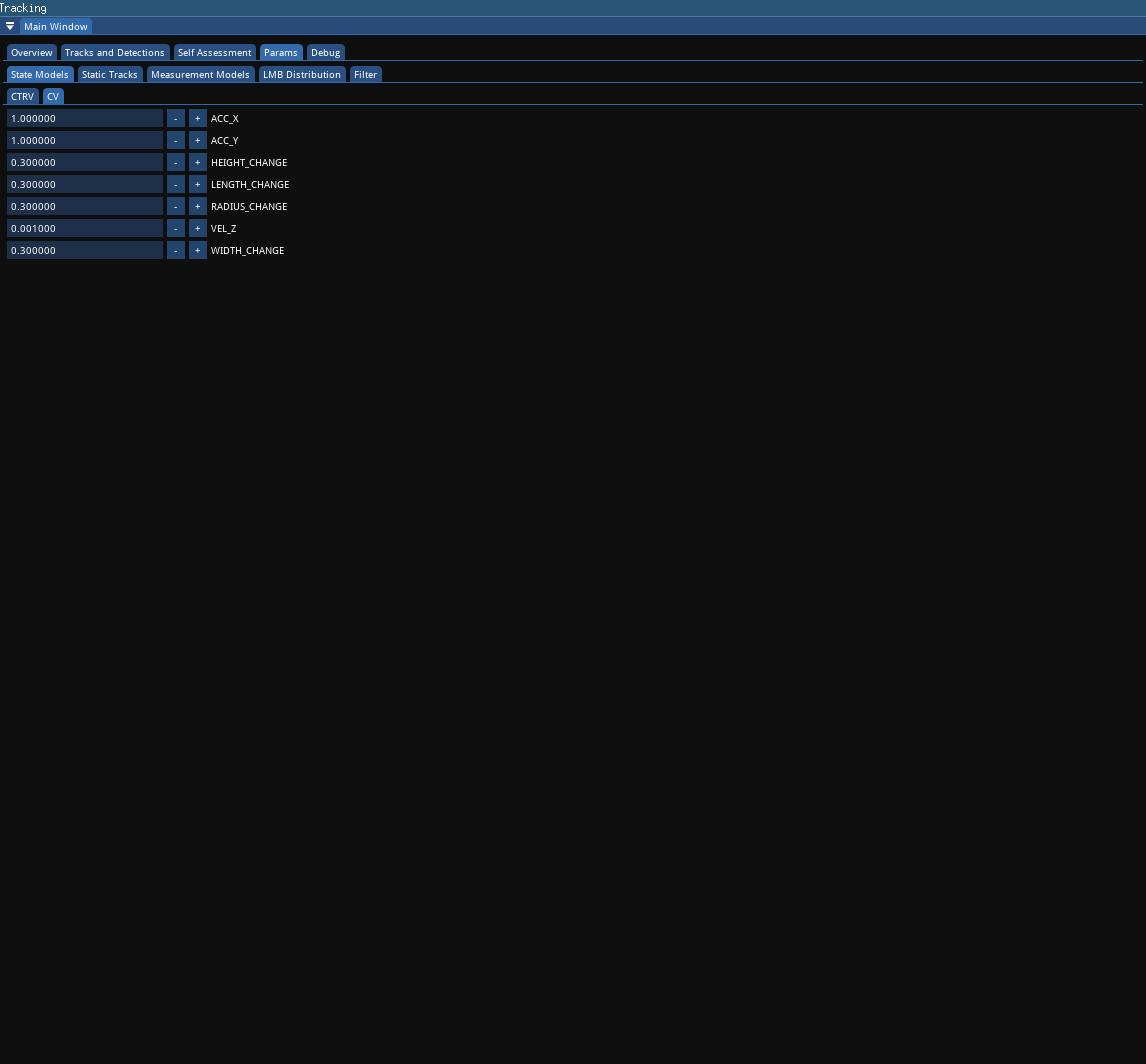 Tracking
Main Window
Overview Tracks and Detections Self Assessment Params Debug
State Models Static Tracks Measurement Models LMB Distribution Filter
CTRV CV
1.000000 - + ACC_X
1.000000 - + ACC_Y
0.300000 - + HEIGHT_CHANGE
0.300000 - + LENGTH_CHANGE
0.300000 - + RADIUS_CHANGE
0.001000 - + VEL_Z
0.300000 - + WIDTH_CHANGE